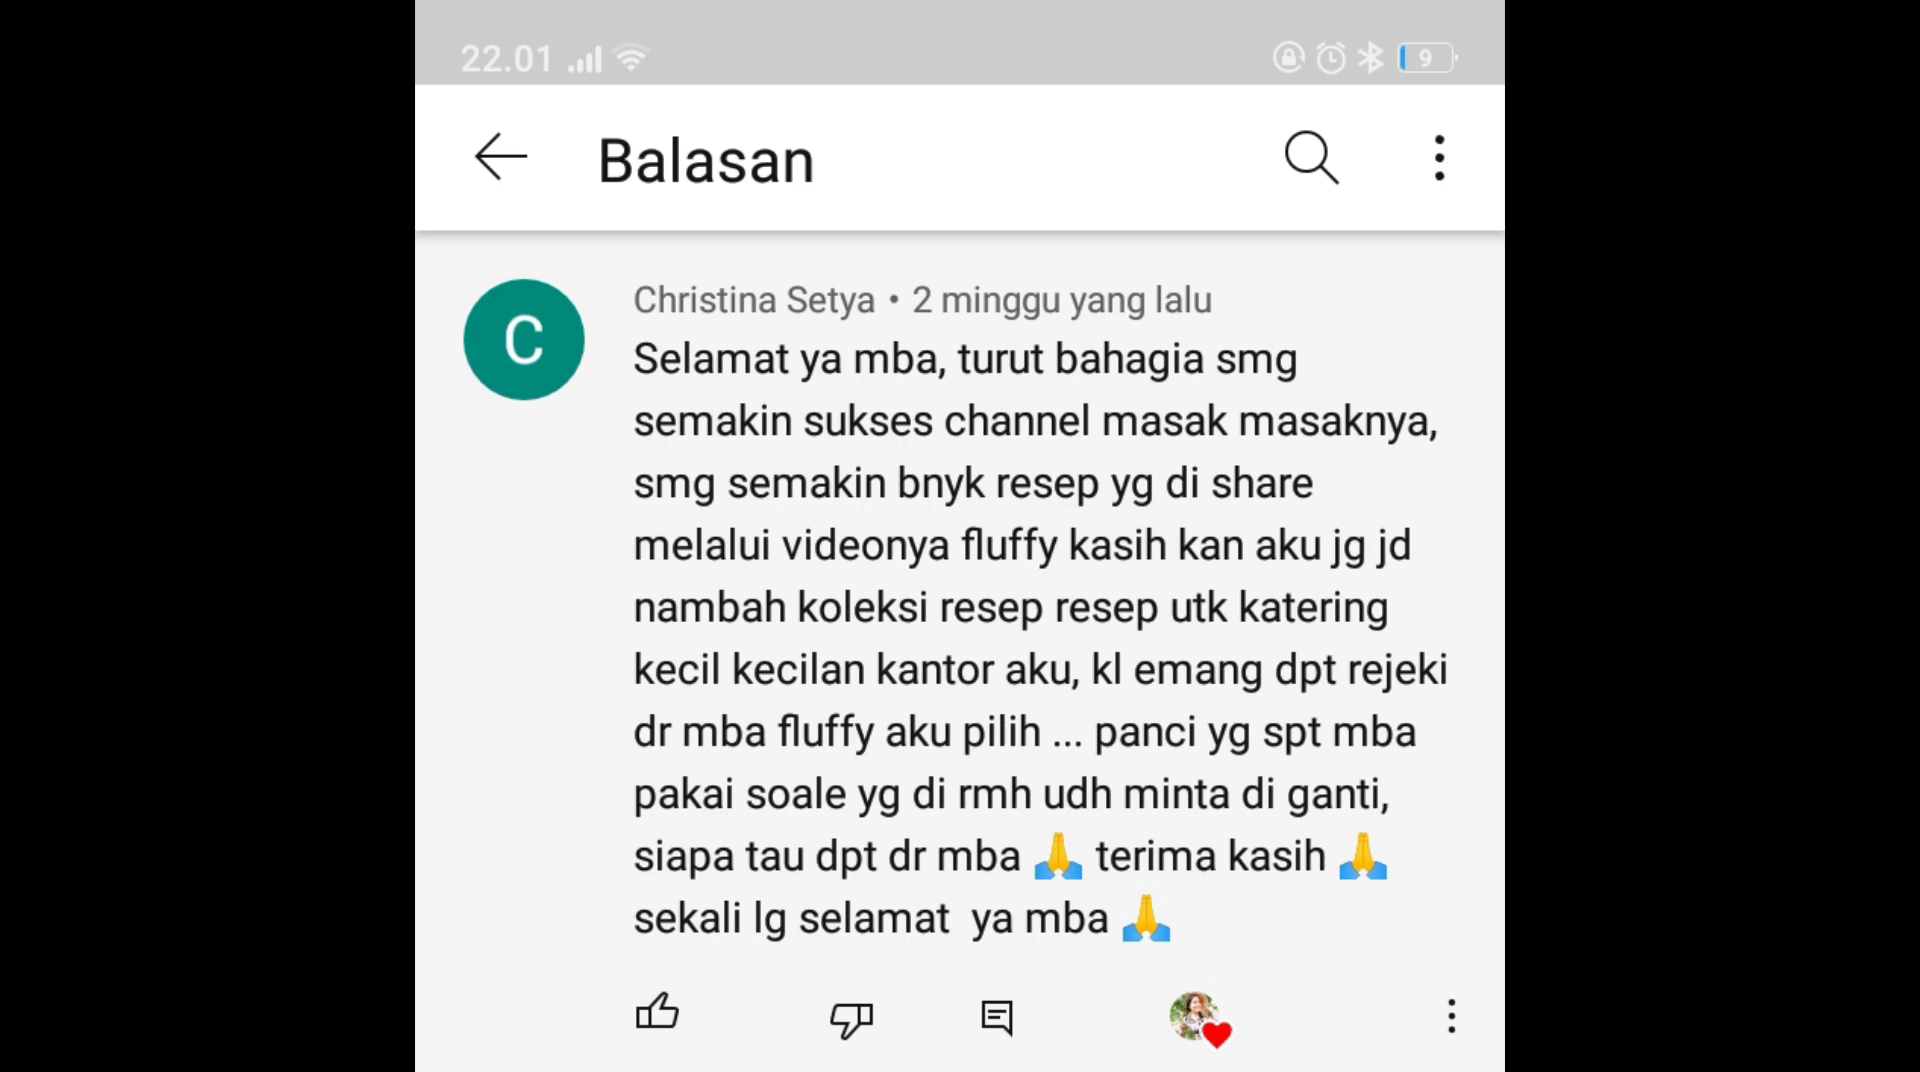 22.01
9
Balasan
C
Christina Setya • 2 minggu yang lalu
Selamat ya mba, turut bahagia smg
semakin sukses channel masak masaknya,
smg semakin bnyk resep yg di share
melalui videonya fluffy kasih kan aku jg jd
nambah koleksi resep resep utk katering
kecil kecilan kantor aku, kl emang dpt rejeki
dr mba fluffy aku pilih ... panci yg spt mba
pakai soale yg di rmh udh minta di ganti,
siapa tau dpt dr mba 🙏 terima kasih 🙏
sekali lg selamat  ya mba 🙏